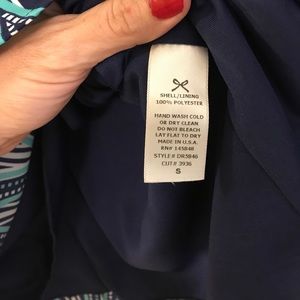 SHELL/LINING
100% POLYESTER
HAND WASH COLD
OR DRY CLEAN
DO NOT BLEACH
LAY FLAT TO DRY
MADE IN U.S.A.
RN# 145848
STYLE# DR5846
CUT# 3936
S